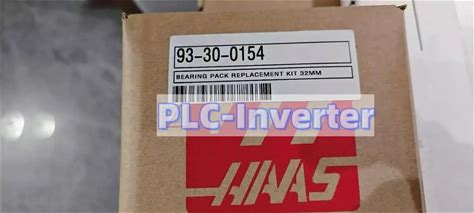 93-30-0154
BEARING PACK REPLACEMENT KIT 32MM
PLC-Inverter
HAAS